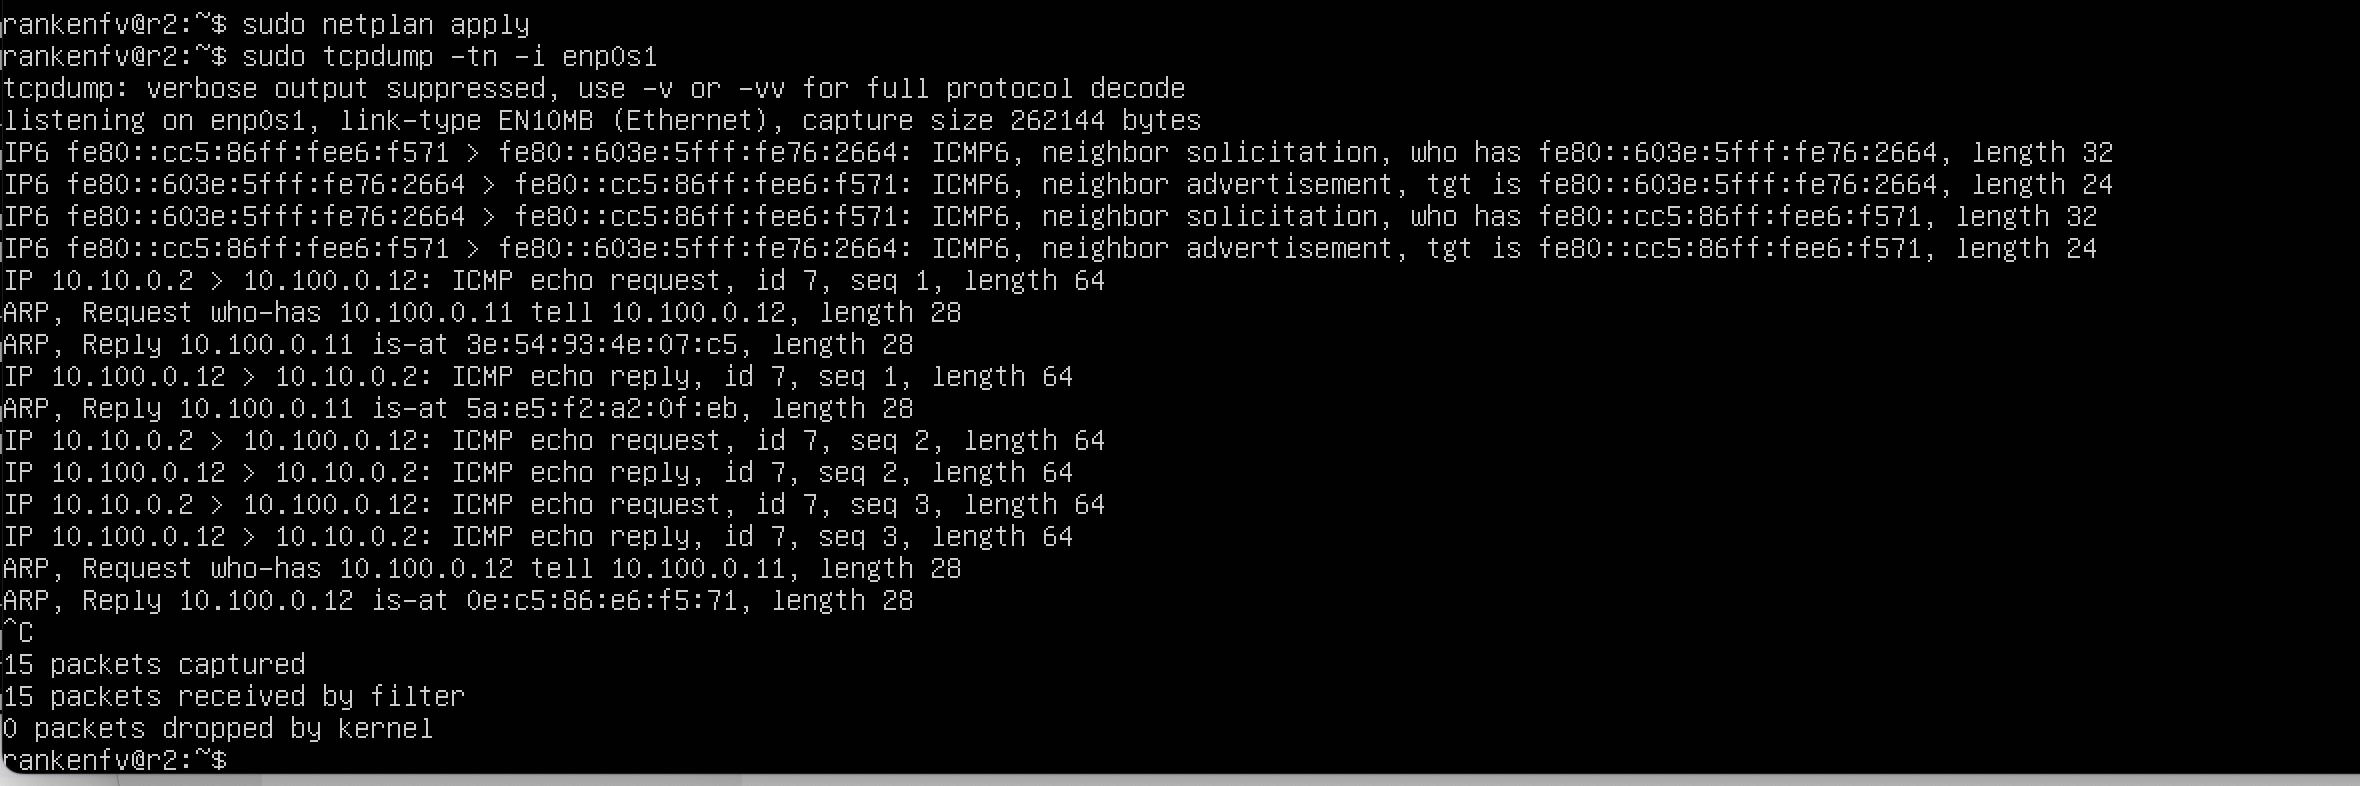 rankenfv@r2:~$ sudo netplan apply
rankenfv@r2:~$ sudo tcpdump -tn -i enp0s1
tcpdump: verbose output suppressed, use -v or -vv for full protocol decode
listening on enp0s1, link-type EN10MB (Ethernet), capture size 262144 bytes
IP6 fe80::cc5:86ff:fee6:f571 > fe80::603e:5fff:fe76:2664: ICMP6, neighbor solicitation, who has fe80::603e:5fff:fe76:2664, length 32
IP6 fe80::603e:5fff:fe76:2664 > fe80::cc5:86ff:fee6:f571: ICMP6, neighbor advertisement, tgt is fe80::603e:5fff:fe76:2664, length 24
IP6 fe80::603e:5fff:fe76:2664 > fe80::cc5:86ff:fee6:f571: ICMP6, neighbor solicitation, who has fe80::cc5:86ff:fee6:f571, length 32
IP6 fe80::cc5:86ff:fee6:f571 > fe80::603e:5fff:fe76:2664: ICMP6, neighbor advertisement, tgt is fe80::cc5:86ff:fee6:f571, length 24
IP 10.10.0.2 > 10.100.0.12: ICMP echo request, id 7, seq 1, length 64
ARP, Request who-has 10.100.0.11 tell 10.100.0.12, length 28
ARP, Reply 10.100.0.11 is-at 3e:54:93:4e:07:c5, length 28
IP 10.100.0.12 > 10.10.0.2: ICMP echo reply, id 7, seq 1, length 64
ARP, Reply 10.100.0.11 is-at 5a:e5:f2:a2:0f:eb, length 28
IP 10.10.0.2 > 10.100.0.12: ICMP echo request, id 7, seq 2, length 64
IP 10.100.0.12 > 10.10.0.2: ICMP echo reply, id 7, seq 2, length 64
IP 10.10.0.2 > 10.100.0.12: ICMP echo request, id 7, seq 3, length 64
IP 10.100.0.12 > 10.10.0.2: ICMP echo reply, id 7, seq 3, length 64
ARP, Request who-has 10.100.0.12 tell 10.100.0.11, length 28
ARP, Reply 10.100.0.12 is-at 0e:c5:86:e6:f5:71, length 28
^C
15 packets captured
15 packets received by filter
0 packets dropped by kernel
rankenfv@r2:~$